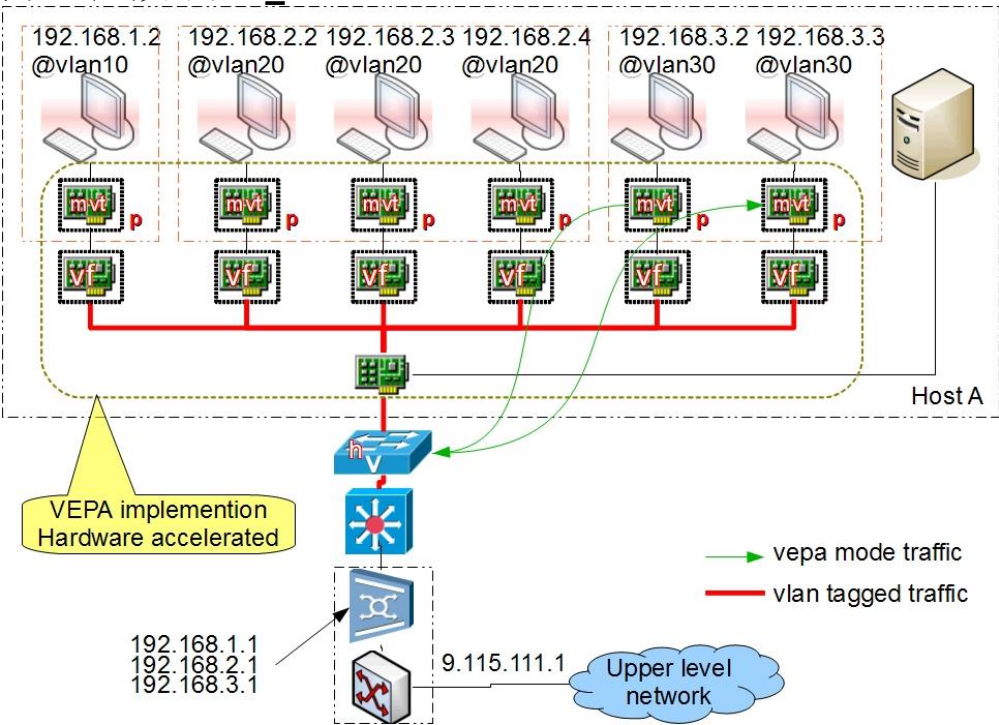 192.168.1.2 192.168.2.2 192.168.2.3 192.168.2.4 192.168.3.2 192.168.3.3
@vlan10 @vlan20 @vlan20 @vlan20 @vlan30 @vlan30
mvt mvt mvt mvt mvt mvt
p p p p p p
vf vf vf vf vf vf
Host A
h
V
VEPA implemention
Hardware accelerated
vepa mode traffic
vlan tagged traffic
192.168.1.1
192.168.2.1
192.168.3.1
9.115.111.1
Upper level
network